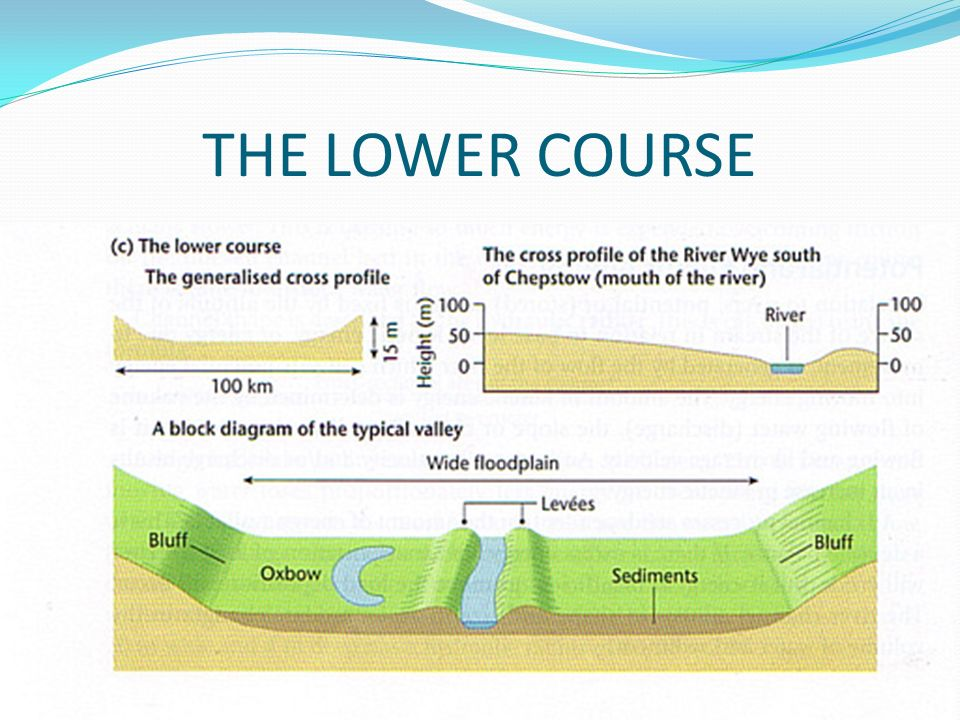 THE LOWER COURSE
(c) The lower course
The generalised cross profile
15 m
100 km
The cross profile of the River Wye south
of Chepstow (mouth of the river)
Height (m)
100
50
0
River
100
50
0
A block diagram of the typical valley
Wide floodplain
Levées
Bluff
Bluff
Oxbow
Sediments